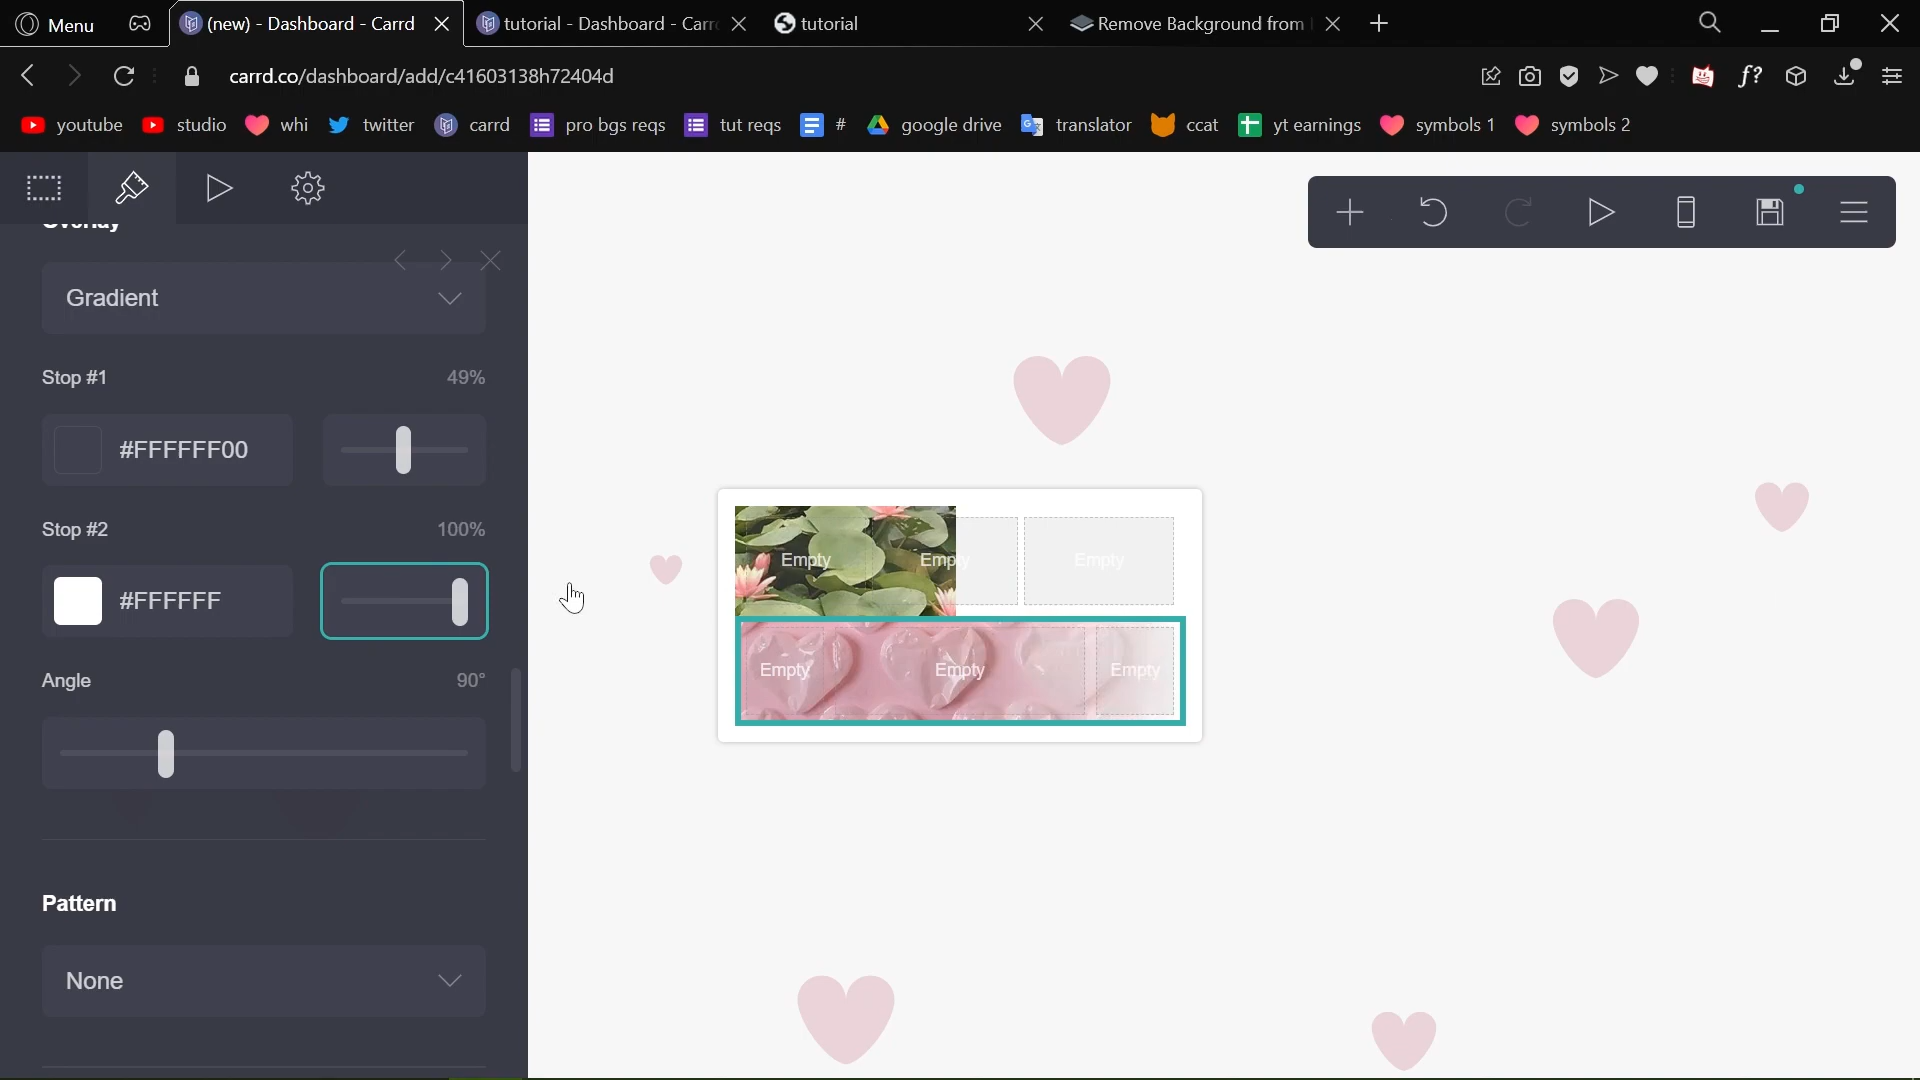 Menu
(new) - Dashboard - Carrd
tutorial - Dashboard - Carr
tutorial
Remove Background from
carrd.co/dashboard/add/c41603138h72404d
f?
youtube
studio
whi
twitter
carrd
pro bgs reqs
tut reqs
#
google drive
translator
ccat
yt earnings
symbols 1
symbols 2
Overlay
Gradient
Stop #1
49%
#FFFFFF00
Stop #2
100%
#FFFFFF
Angle
90°
Pattern
None
Empty
Empty
Empty
Empty
Empty
Empty